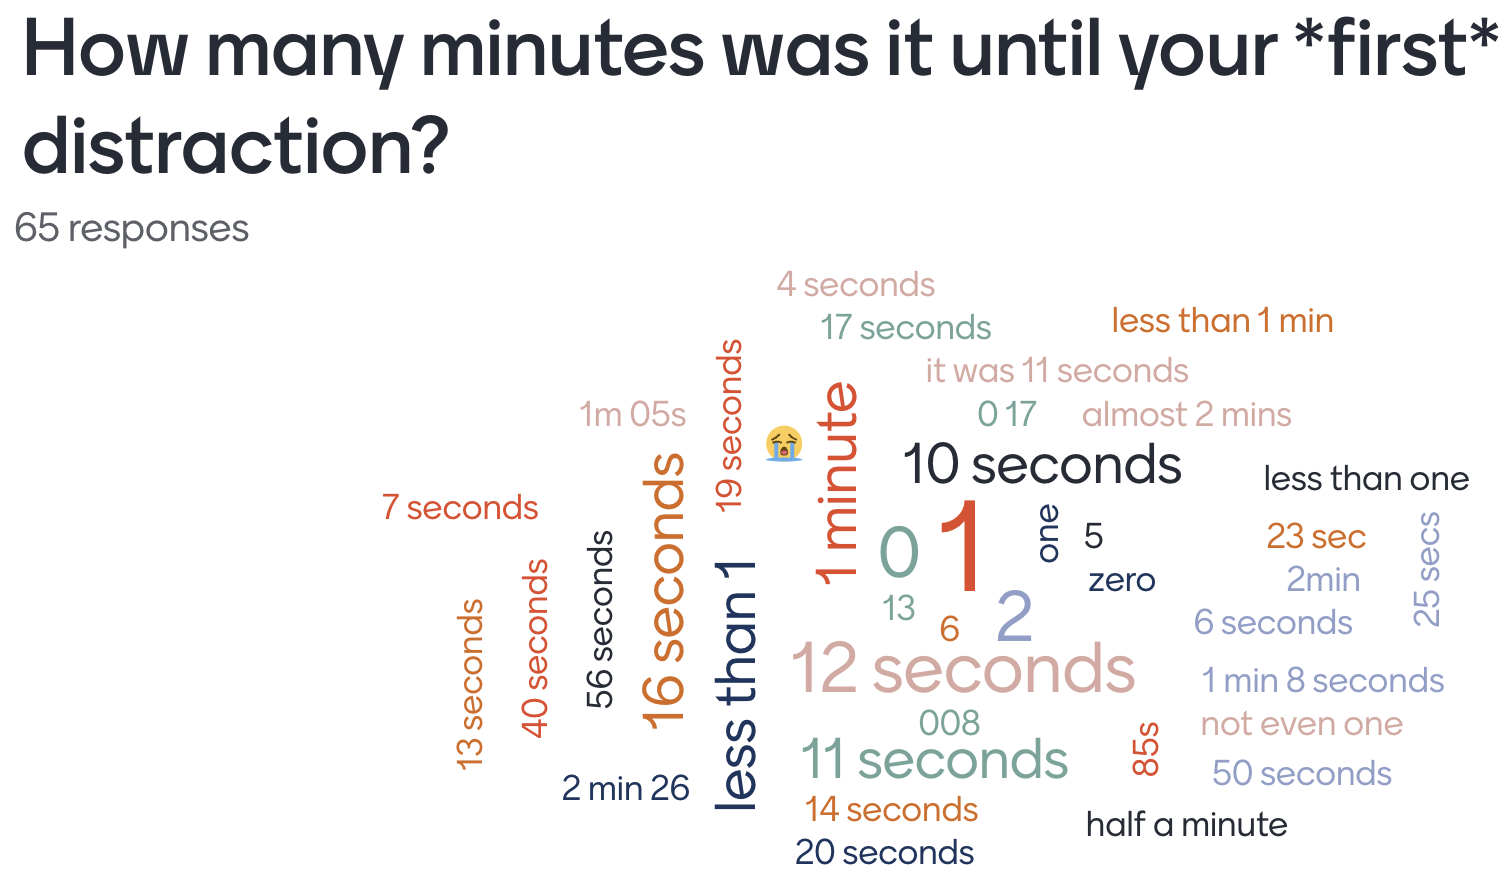 How many minutes was it until your *first*
distraction?
65 responses
4 seconds
17 seconds
less than 1 min
it was 11 seconds
1m 05s
19 seconds
😭
1 minute
0 17
almost 2 mins
10 seconds
less than one
7 seconds
16 seconds
0
1
one
5
23 sec
25 secs
zero
2min
13 seconds
40 seconds
56 seconds
less than 1
13
6
2
6 seconds
12 seconds
1 min 8 seconds
008
85s
not even one
11 seconds
50 seconds
2 min 26
14 seconds
half a minute
20 seconds